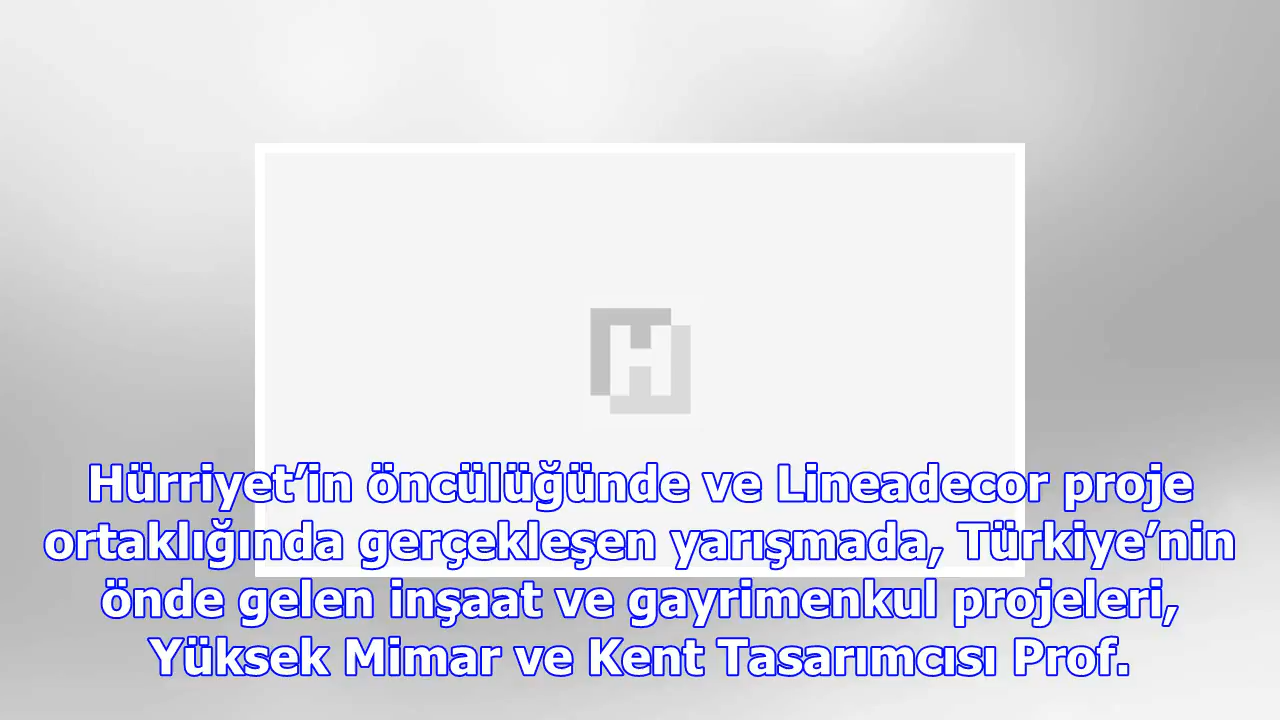 H
Hürriyet’in öncülüğünde ve Lineadecor proje
ortaklığında gerçekleşen yarışmada, Türkiye’nin
önde gelen inşaat ve gayrimenkul projeleri,
Yüksek Mimar ve Kent Tasarımcısı Prof.